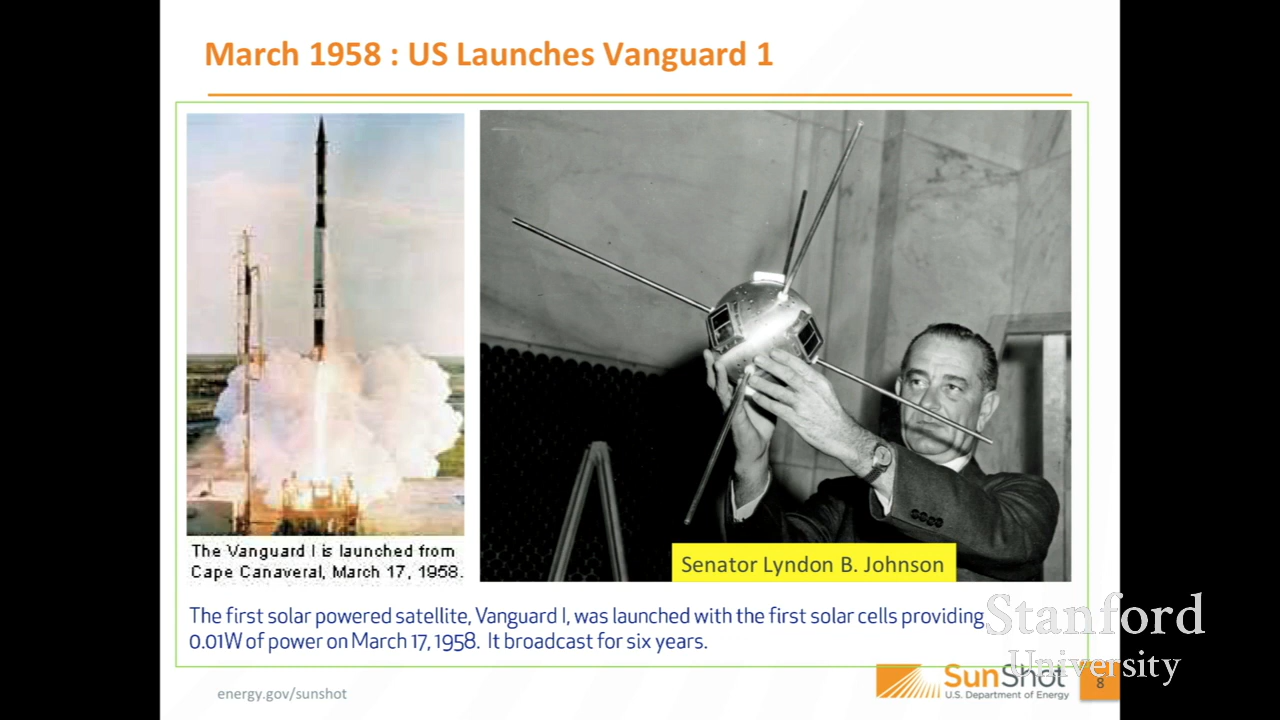 March 1958 : US Launches Vanguard 1
The Vanguard I is launched from
Cape Canaveral, March 17, 1958.
Senator Lyndon B. Johnson
The first solar powered satellite, Vanguard I, was launched with the first solar cells providing
0.01W of power on March 17, 1958. It broadcast for six years.
Stanford
University
energy.gov/sunshot
SunShot
U.S. Department of Energy
8